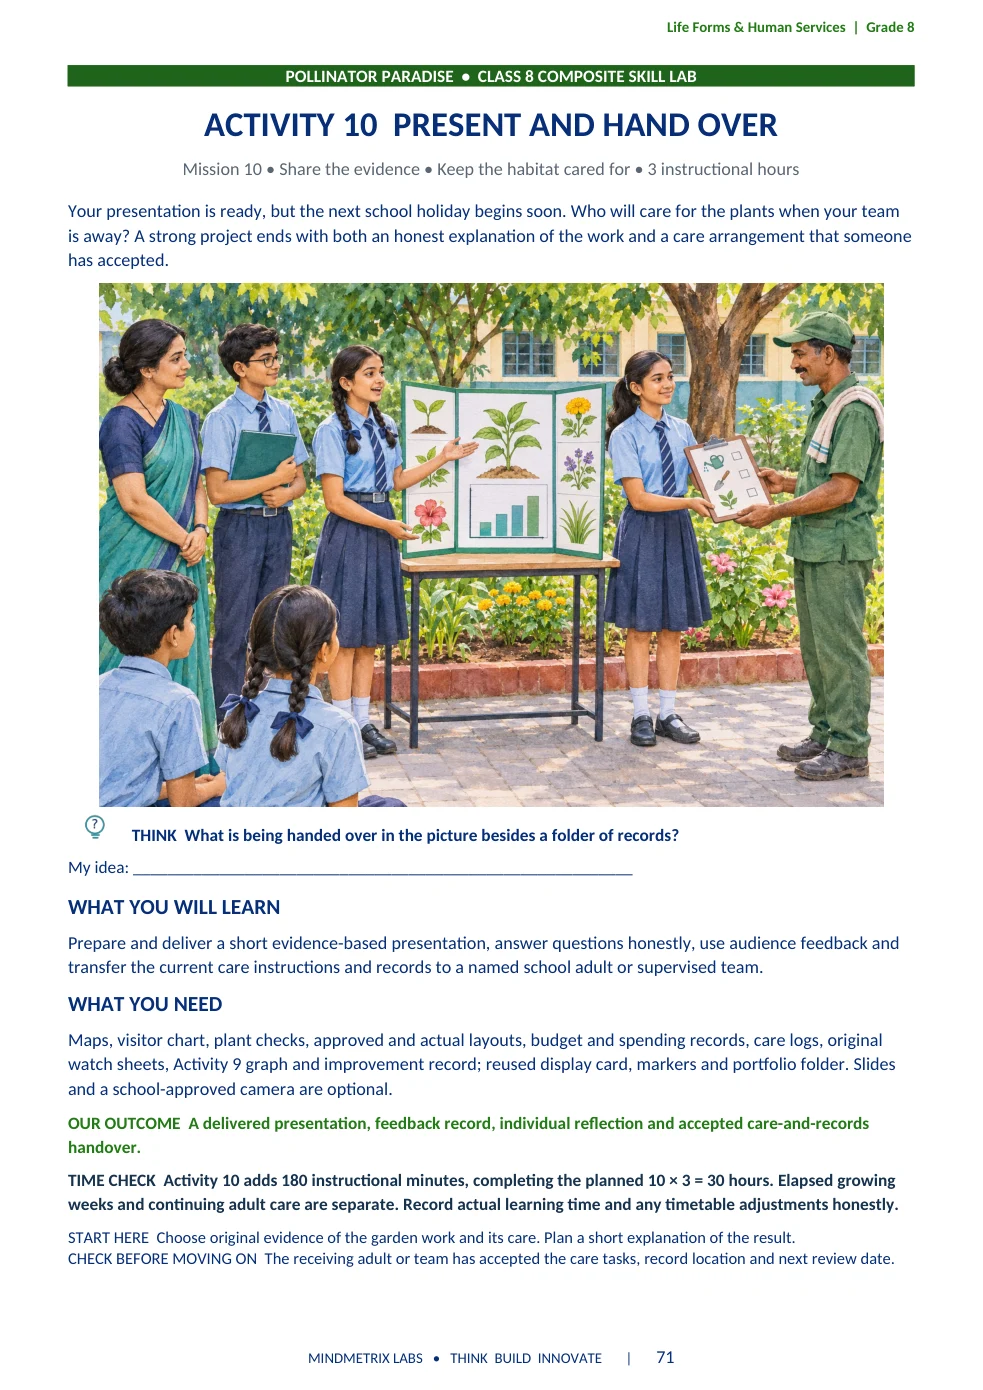 Life Forms & Human Services | Grade 8
POLLINATOR PARADISE ● CLASS 8 COMPOSITE SKILL LAB
ACTIVITY 10 PRESENT AND HAND OVER
Mission 10 • Share the evidence • Keep the habitat cared for • 3 instructional hours
Your presentation is ready, but the next school holiday begins soon. Who will care for the plants when your team
is away? A strong project ends with both an honest explanation of the work and a care arrangement that someone
has accepted.
?
THINK What is being handed over in the picture besides a folder of records?
My idea: ____________________________________________________________
WHAT YOU WILL LEARN
Prepare and deliver a short evidence-based presentation, answer questions honestly, use audience feedback and
transfer the current care instructions and records to a named school adult or supervised team.
WHAT YOU NEED
Maps, visitor chart, plant checks, approved and actual layouts, budget and spending records, care logs, original
watch sheets, Activity 9 graph and improvement record; reused display card, markers and portfolio folder. Slides
and a school-approved camera are optional.
OUR OUTCOME A delivered presentation, feedback record, individual reflection and accepted care-and-records
handover.
TIME CHECK Activity 10 adds 180 instructional minutes, completing the planned 10 × 3 = 30 hours. Elapsed growing
weeks and continuing adult care are separate. Record actual learning time and any timetable adjustments honestly.
START HERE Choose original evidence of the garden work and its care. Plan a short explanation of the result.
CHECK BEFORE MOVING ON The receiving adult or team has accepted the care tasks, record location and next review date.
MINDMETRIX LABS ● THINK BUILD INNOVATE | 71